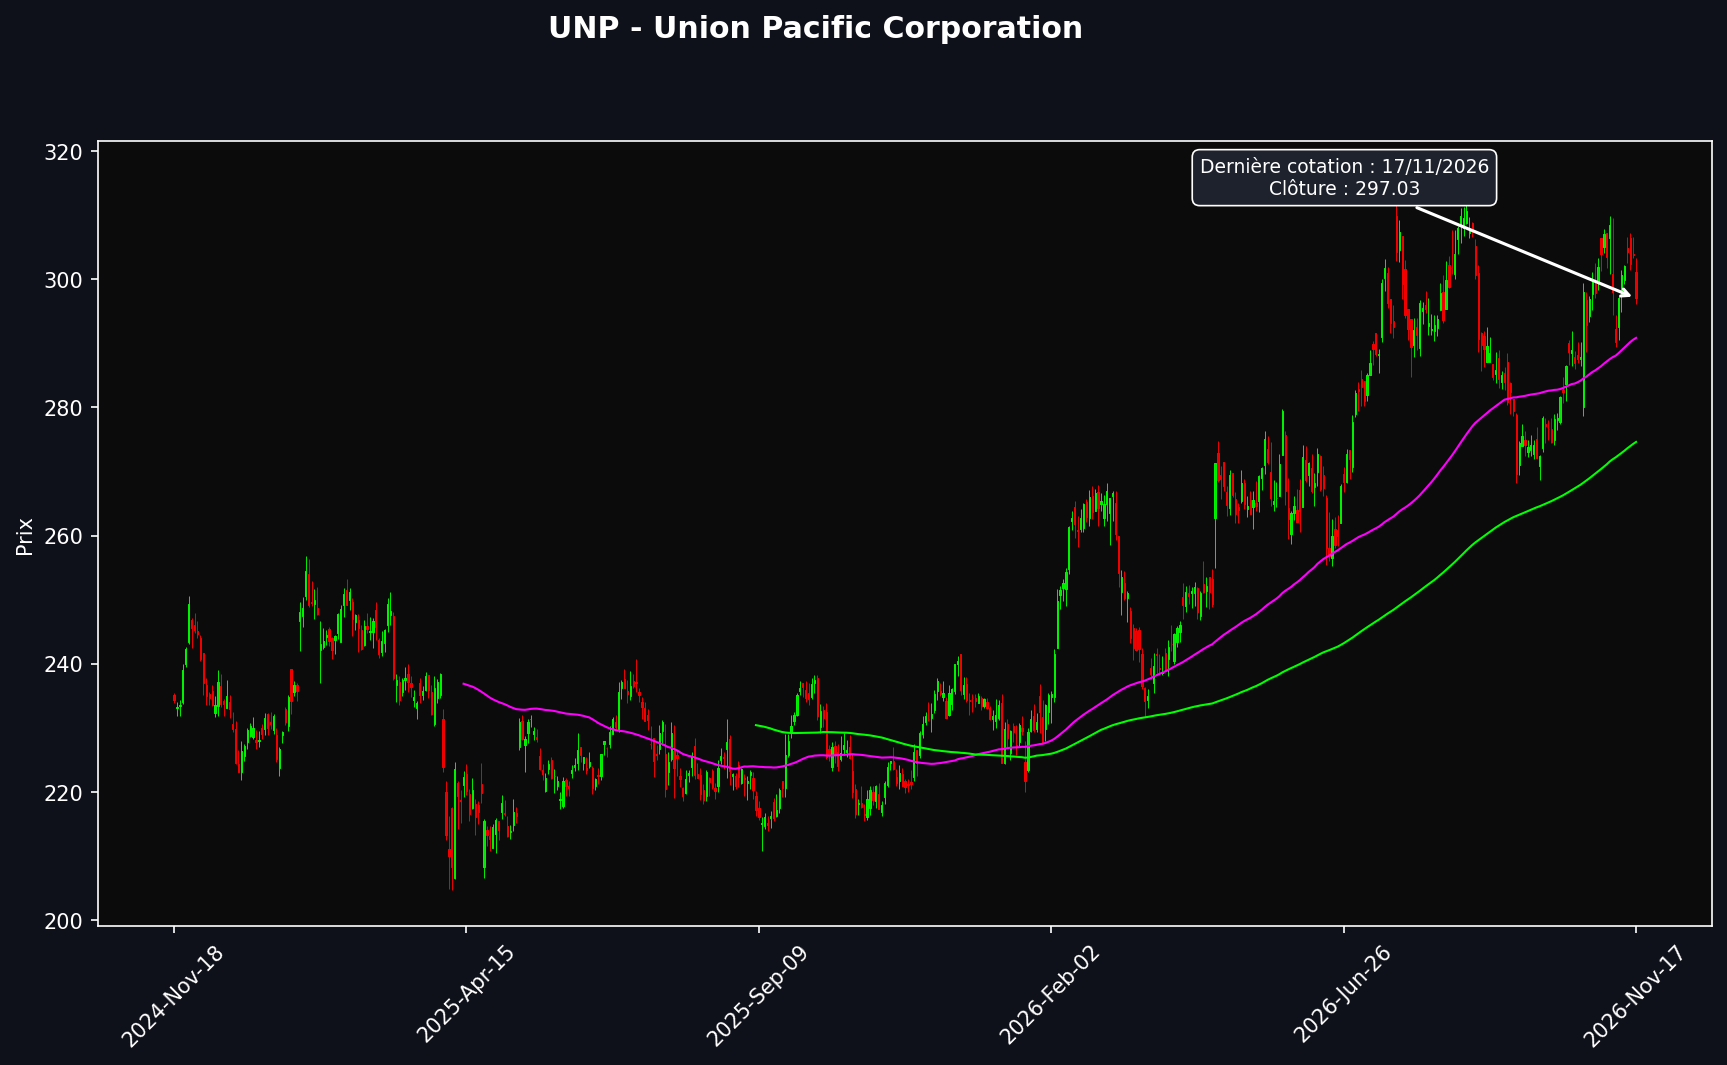 UNP - Union Pacific Corporation
Dernière cotation : 17/11/2026
Clôture : 297.03
Prix
320
300
280
260
240
220
200
2024-Nov-18
2025-Apr-15
2025-Sep-09
2026-Feb-02
2026-Jun-26
2026-Nov-17